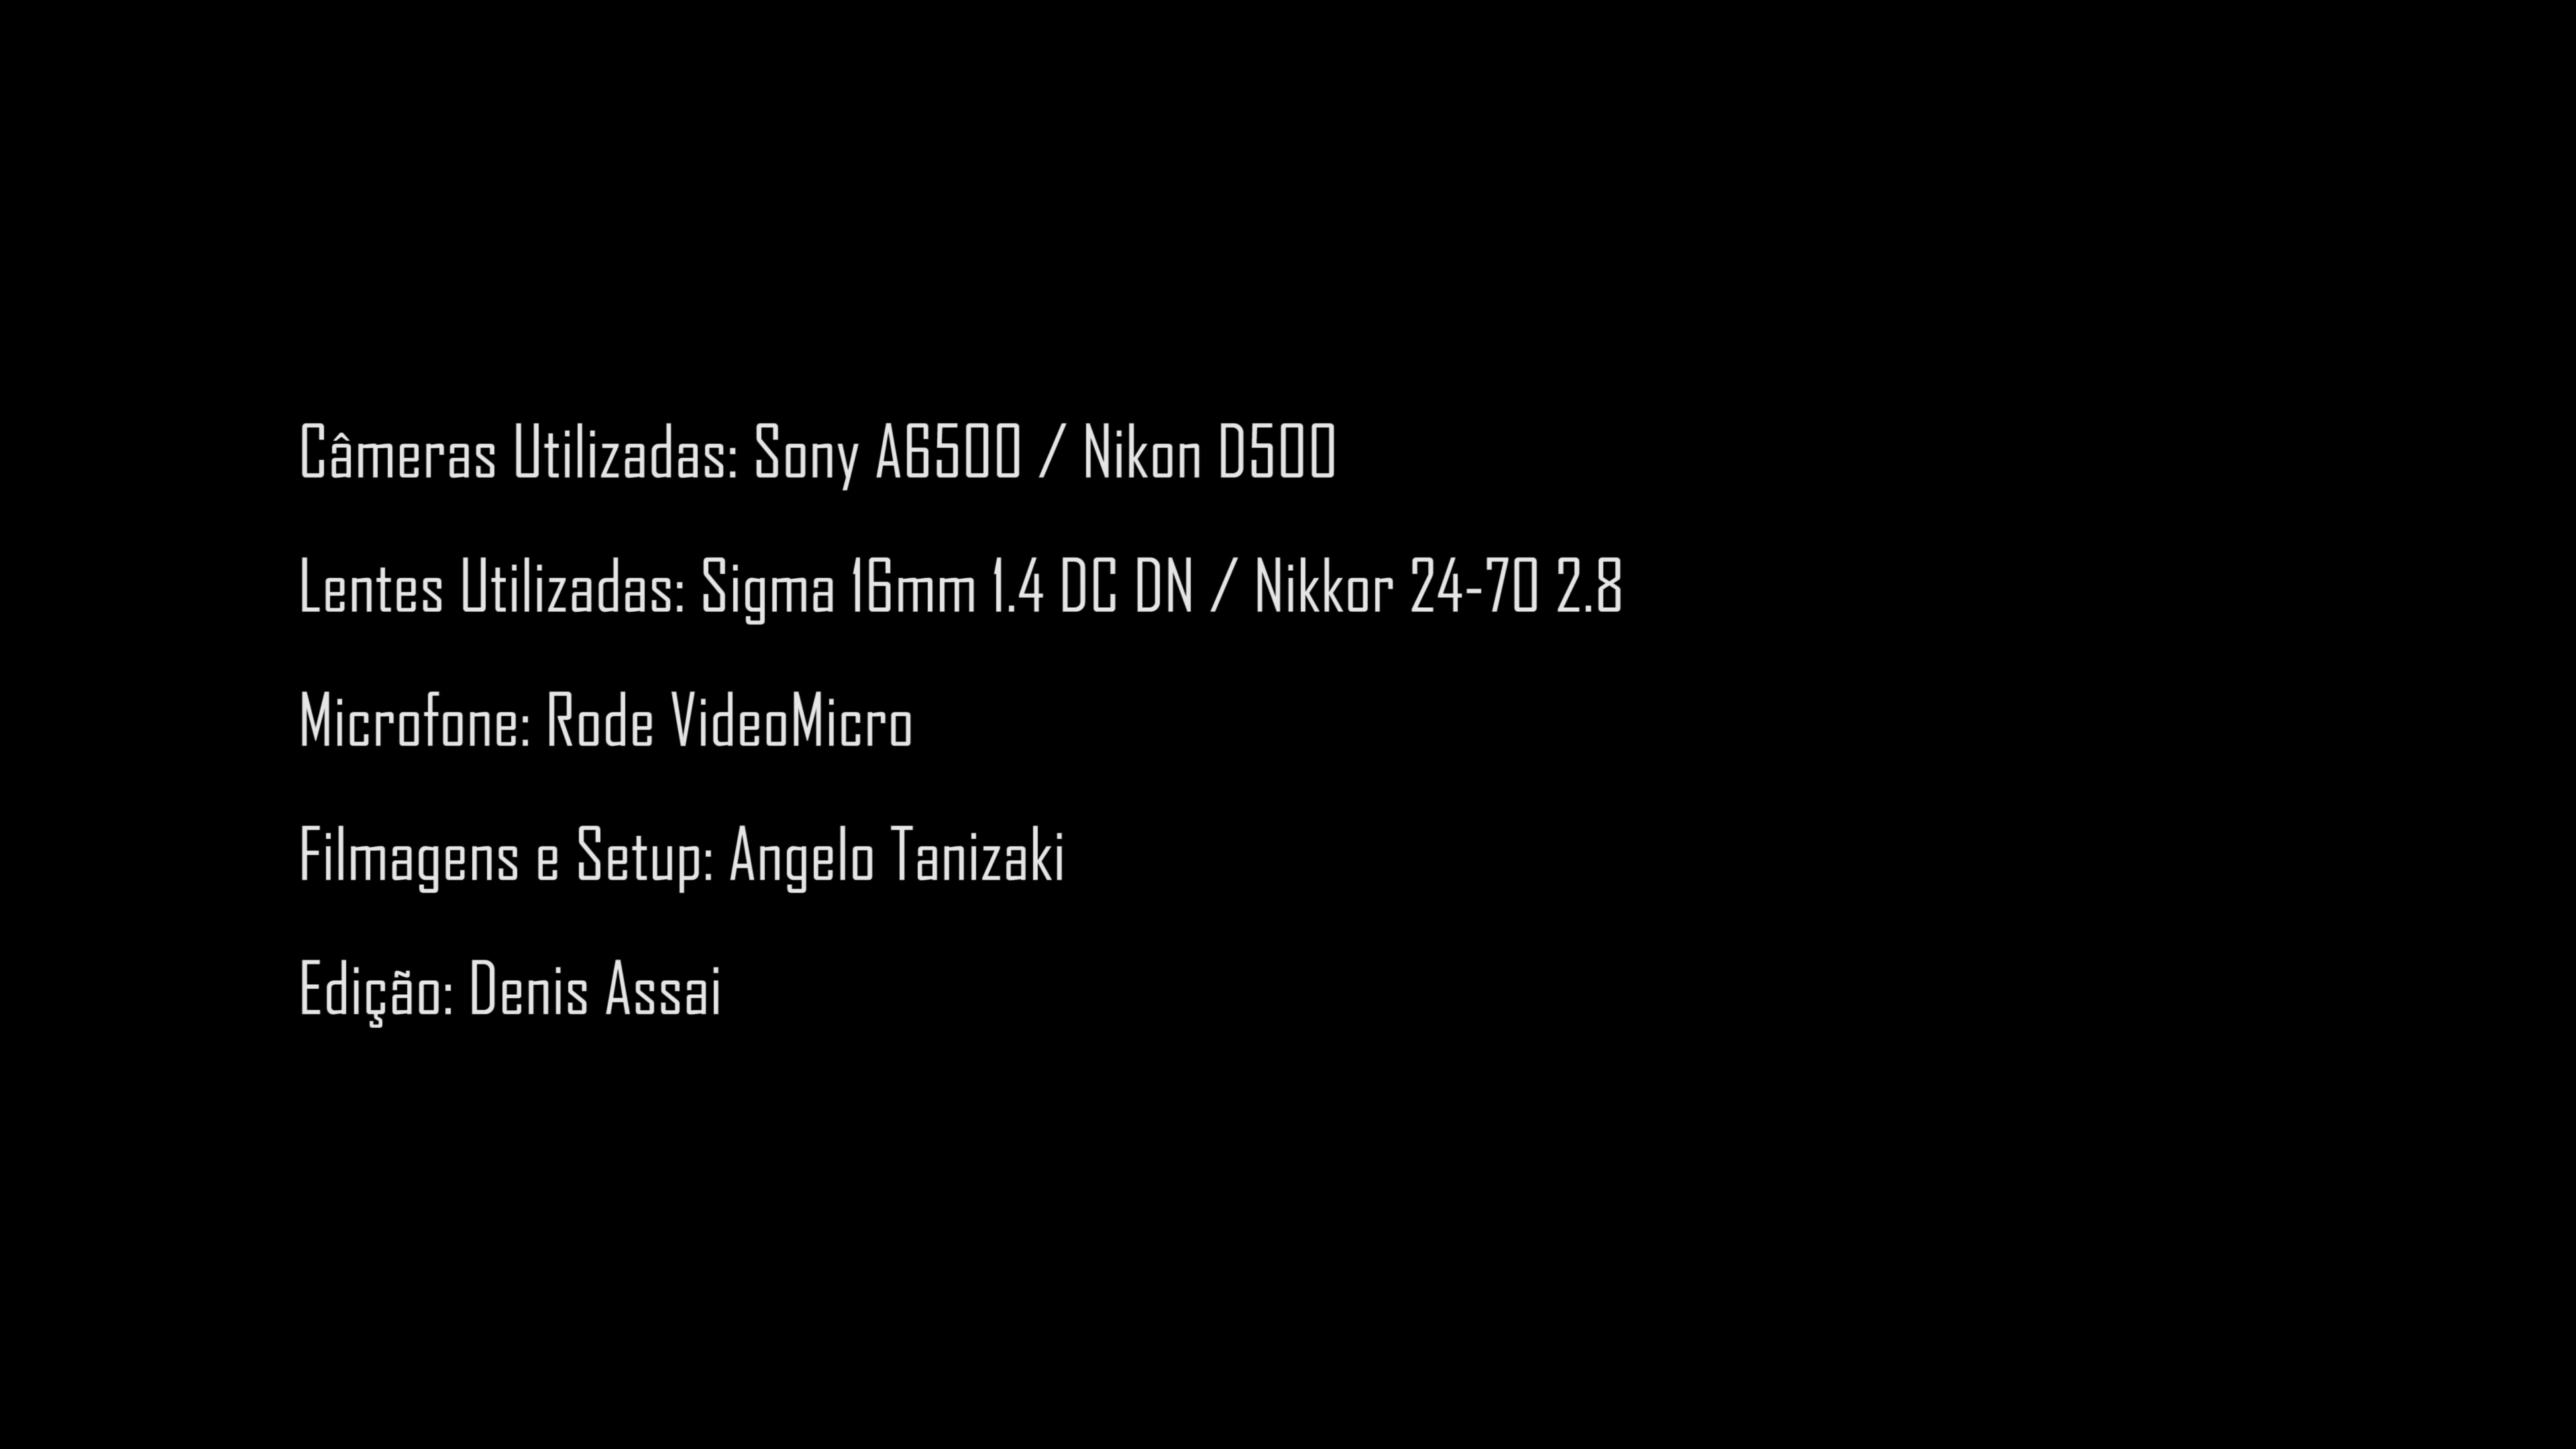 Câmeras Utilizadas: Sony A6500 / Nikon D500
Lentes Utilizadas: Sigma 16mm 1.4 DC DN / Nikkor 24-70 2.8
Microfone: Rode VideoMicro
Filmagens e Setup: Angelo Tanizaki
Edição: Denis Assai